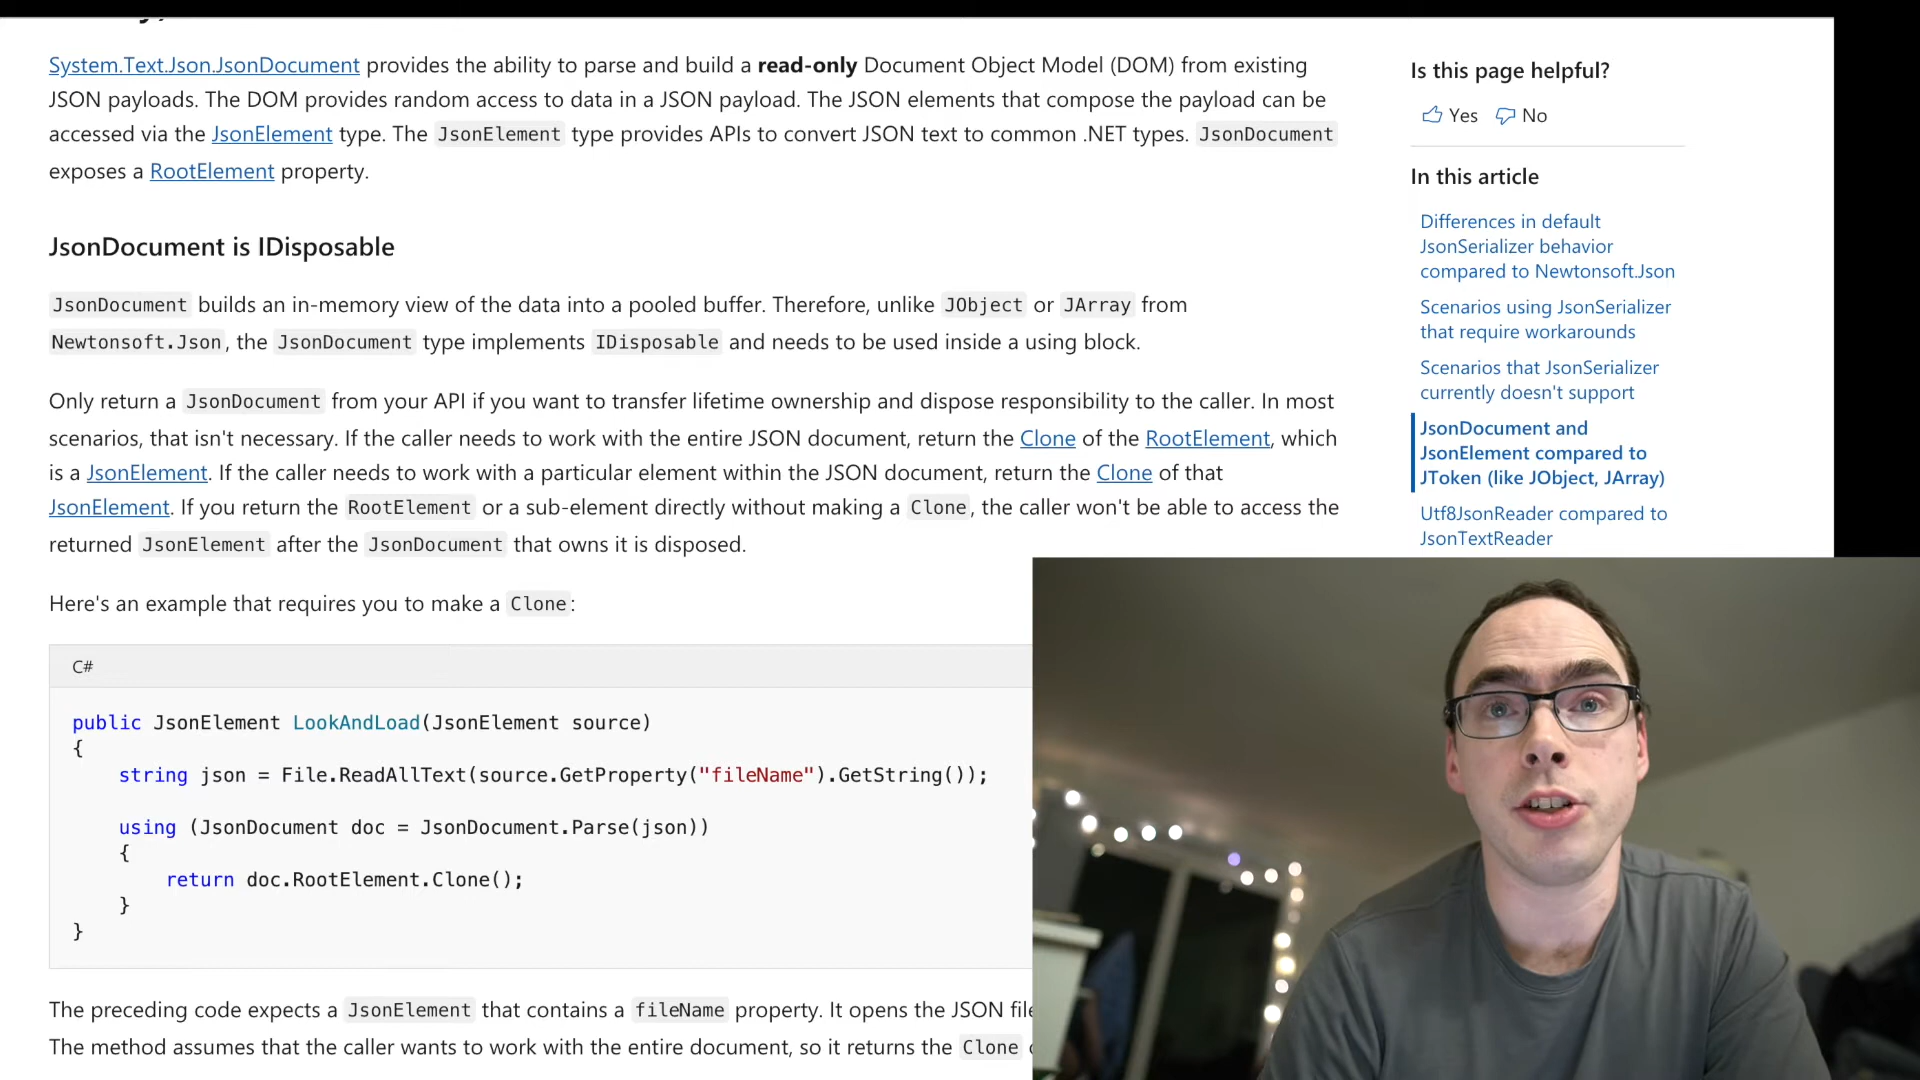 System.Text.Json.JsonDocument provides the ability to parse and build a read-only Document Object Model (DOM) from existing
JSON payloads. The DOM provides random access to data in a JSON payload. The JSON elements that compose the payload can be
accessed via the JsonElement type. The JsonElement type provides APIs to convert JSON text to common .NET types. JsonDocument
exposes a RootElement property.
JsonDocument is IDisposable
JsonDocument builds an in-memory view of the data into a pooled buffer. Therefore, unlike JObject or JArray from
Newtonsoft.Json, the JsonDocument type implements IDisposable and needs to be used inside a using block.
Only return a JsonDocument from your API if you want to transfer lifetime ownership and dispose responsibility to the caller. In most
scenarios, that isn't necessary. If the caller needs to work with the entire JSON document, return the Clone of the RootElement, which
is a JsonElement. If the caller needs to work with a particular element within the JSON document, return the Clone of that
JsonElement. If you return the RootElement or a sub-element directly without making a Clone, the caller won't be able to access the
returned JsonElement after the JsonDocument that owns it is disposed.
Here's an example that requires you to make a Clone:
C#
public JsonElement LookAndLoad(JsonElement source)
{
string json = File.ReadAllText(source.GetProperty("fileName").GetString());
using (JsonDocument doc = JsonDocument.Parse(json))
{
return doc.RootElement.Clone();
}
}
The preceding code expects a JsonElement that contains a fileName property. It opens the JSON file
The method assumes that the caller wants to work with the entire document, so it returns the Clone
Is this page helpful?
Yes No
In this article
Differences in default
JsonSerializer behavior
compared to Newtonsoft.Json
Scenarios using JsonSerializer
that require workarounds
Scenarios that JsonSerializer
currently doesn't support
JsonDocument and
JsonElement compared to
JToken (like JObject, JArray)
Utf8JsonReader compared to
JsonTextReader